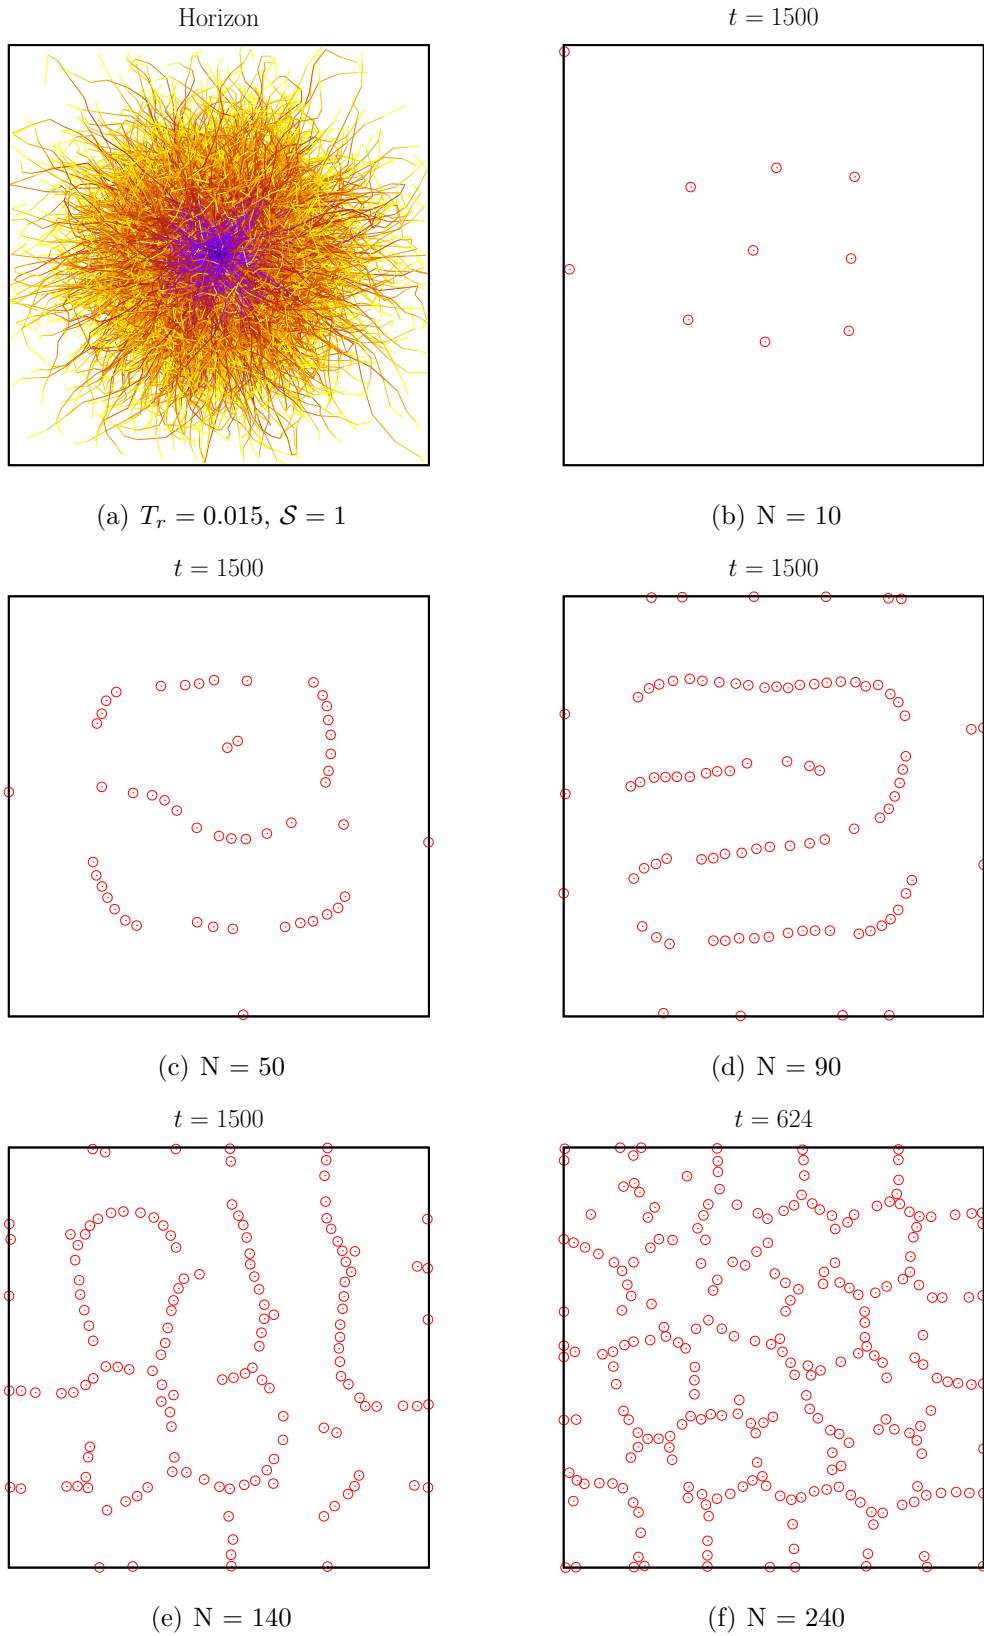 Horizon
t = 1500
(a) T_r = 0.015, 𝒮 = 1
(b) N = 10
t = 1500
t = 1500
(c) N = 50
(d) N = 90
t = 1500
t = 624
(e) N = 140
(f) N = 240